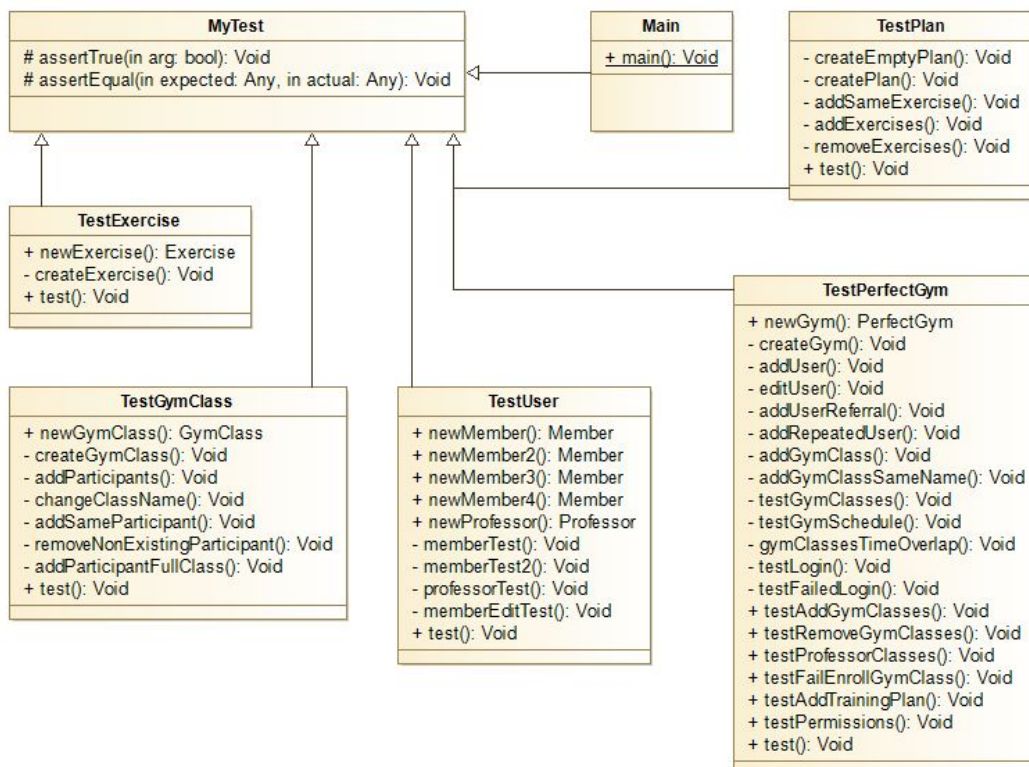 MyTest
# assertTrue(in arg: bool): Void
# assertEqual(in expected: Any, in actual: Any): Void
Main
+ main(): Void
TestPlan
- createEmptyPlan(): Void
- createPlan(): Void
- addSameExercise(): Void
- addExercises(): Void
- removeExercises(): Void
+ test(): Void
TestExercise
+ newExercise(): Exercise
- createExercise(): Void
+ test(): Void
TestGymClass
+ newGymClass(): GymClass
- createGymClass(): Void
- addParticipants(): Void
- changeClassName(): Void
- addSameParticipant(): Void
- removeNonExistingParticipant(): Void
- addParticipantFullClass(): Void
+ test(): Void
TestUser
+ newMember(): Member
+ newMember2(): Member
+ newMember3(): Member
+ newMember4(): Member
+ newProfessor(): Professor
- memberTest(): Void
- memberTest2(): Void
- professorTest(): Void
- memberEditTest(): Void
+ test(): Void
TestPerfectGym
+ newGym(): PerfectGym
- createGym(): Void
- addUser(): Void
- editUser(): Void
- addUserReferral(): Void
- addRepeatedUser(): Void
- addGymClass(): Void
- addGymClassSameName(): Void
- testGymClasses(): Void
- testGymSchedule(): Void
- gymClassesTimeOverlap(): Void
- testLogin(): Void
- testFailedLogin(): Void
+ testAddGymClasses(): Void
+ testRemoveGymClasses(): Void
+ testProfessorClasses(): Void
+ testFailEnrollGymClass(): Void
+ testAddTrainingPlan(): Void
+ testPermissions(): Void
+ test(): Void